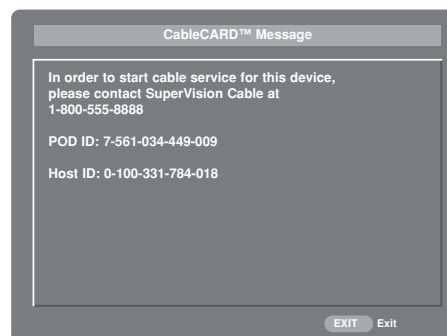 CableCARD™ Message
In order to start cable service for this device,
please contact SuperVision Cable at
1-800-555-8888
POD ID: 7-561-034-449-009
Host ID: 0-100-331-784-018
EXIT Exit